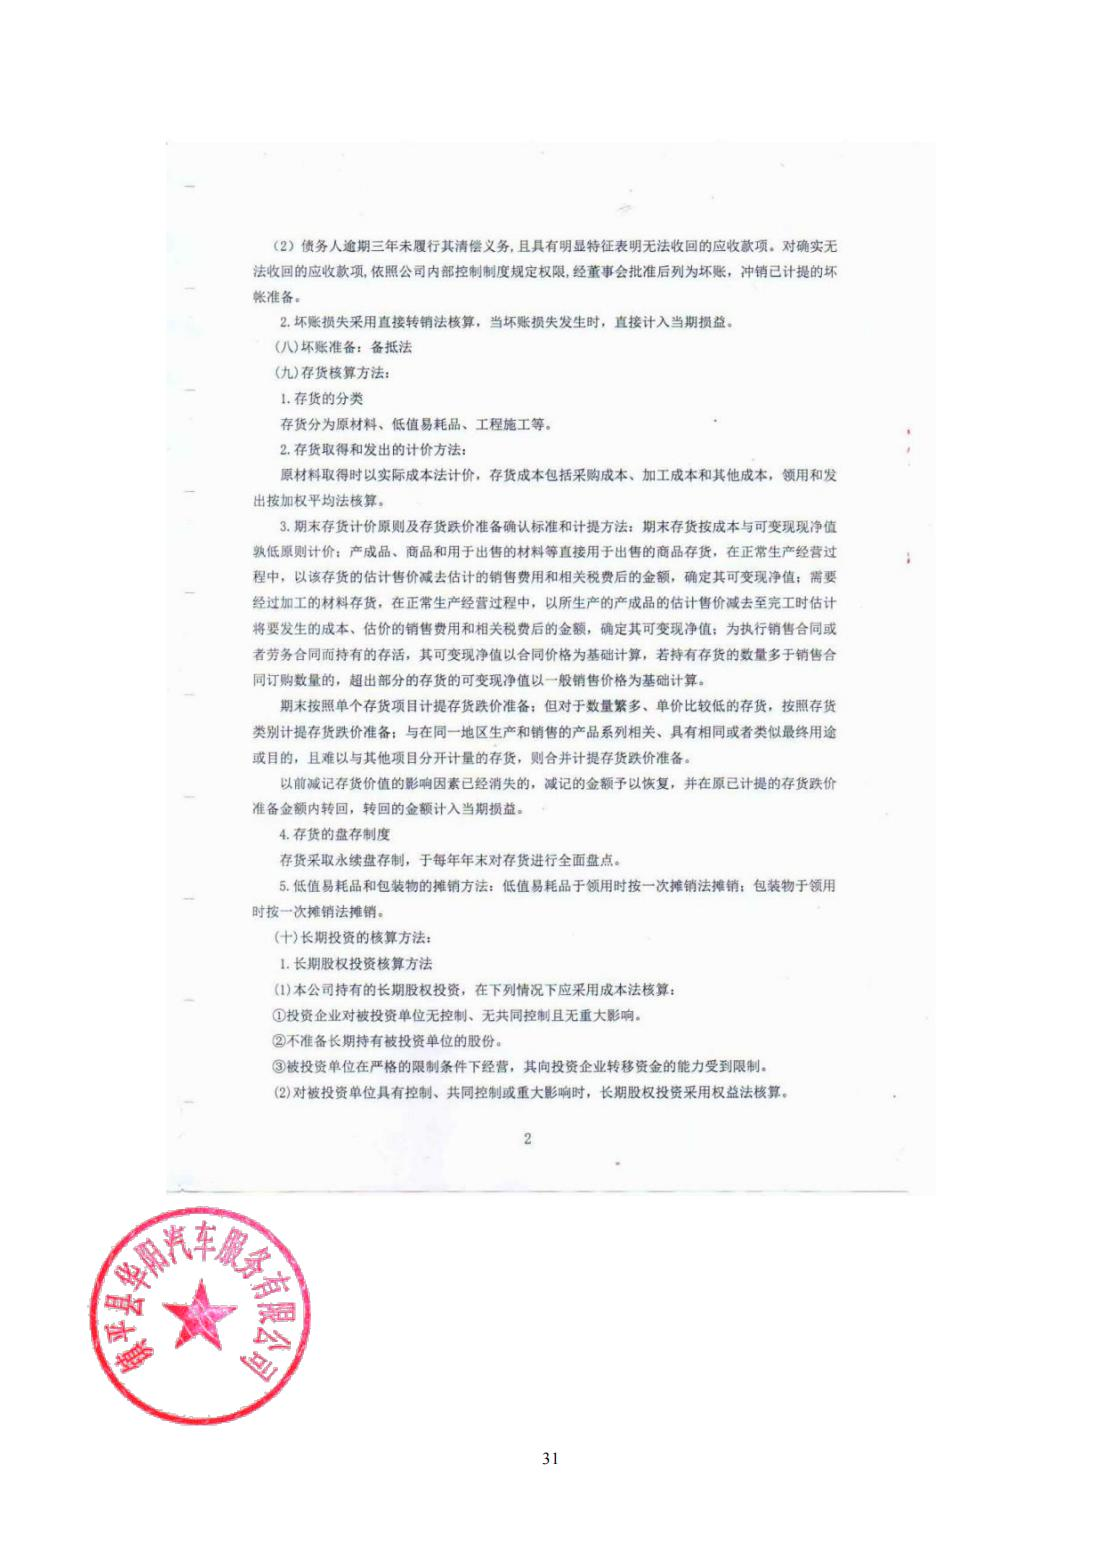 （2）债务人逾期三年未履行其清偿义务,且具有明显特征表明无法收回的应收款项。对确实无
法收回的应收款项,依照公司内部控制制度规定权限,经董事会批准后列为坏账，冲销已计提的坏
帐准备。
2.坏账损失采用直接转销法核算，当坏账损失发生时，直接计入当期损益。
(八)坏账准备：备抵法
(九)存货核算方法：
1.存货的分类
存货分为原材料、低值易耗品、工程施工等。
2.存货取得和发出的计价方法：
原材料取得时以实际成本法计价，存货成本包括采购成本、加工成本和其他成本，领用和发
出按加权平均法核算。
3.期末存货计价原则及存货跌价准备确认标准和计提方法：期末存货按成本与可变现现净值
孰低原则计价；产成品、商品和用于出售的材料等直接用于出售的商品存货，在正常生产经营过
程中，以该存货的估计售价减去估计的销售费用和相关税费后的金额，确定其可变现净值；需要
经过加工的材料存货，在正常生产经营过程中，以所生产的产成品的估计售价减去至完工时估计
将要发生的成本、估价的销售费用和相关税费后的金额，确定其可变现净值；为执行销售合同或
者劳务合同而持有的存活，其可变现净值以合同价格为基础计算，若持有存货的数量多于销售合
同订购数量的，超出部分的存货的可变现净值以一般销售价格为基础计算。
期末按照单个存货项目计提存货跌价准备；但对于数量繁多、单价比较低的存货，按照存货
类别计提存货跌价准备；与在同一地区生产和销售的产品系列相关、具有相同或者类似最终用途
或目的，且难以与其他项目分开计量的存货，则合并计提存货跌价准备。
以前减记存货价值的影响因素已经消失的，减记的金额予以恢复，并在原已计提的存货跌价
准备金额内转回，转回的金额计入当期损益。
4.存货的盘存制度
存货采取永续盘存制，于每年年末对存货进行全面盘点。
5.低值易耗品和包装物的摊销方法：低值易耗品于领用时按一次摊销法摊销；包装物于领用
时按一次摊销法摊销。
(十)长期投资的核算方法：
1.长期股权投资核算方法
(1)本公司持有的长期股权投资，在下列情况下应采用成本法核算：
①投资企业对被投资单位无控制、无共同控制且无重大影响。
②不准备长期持有被投资单位的股份。
③被投资单位在严格的限制条件下经营，其向投资企业转移资金的能力受到限制。
(2)对被投资单位具有控制、共同控制或重大影响时，长期股权投资采用权益法核算。
2
镇平县华阳汽车服务有限公司
31